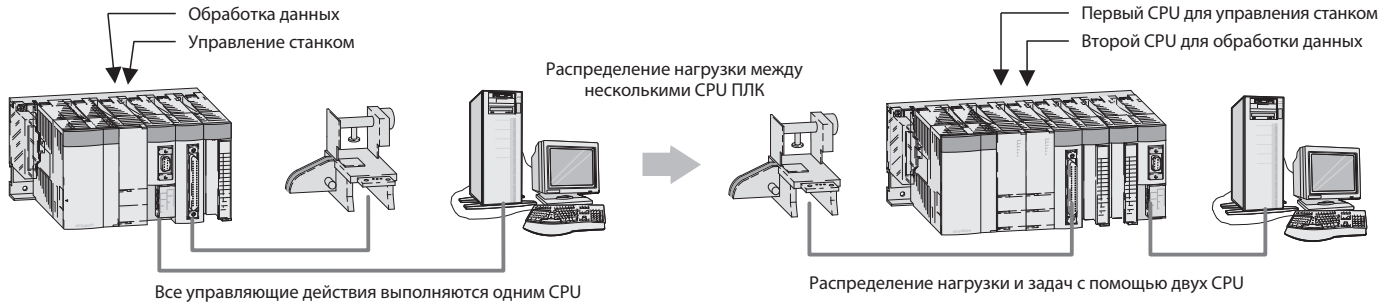 Обработка данных
Управление станком
Распределение нагрузки между
несколькими CPU ПЛК
Первый CPU для управления станком
Второй CPU для обработки данных
Все управляющие действия выполняются одним CPU
Распределение нагрузки и задач с помощью двух CPU